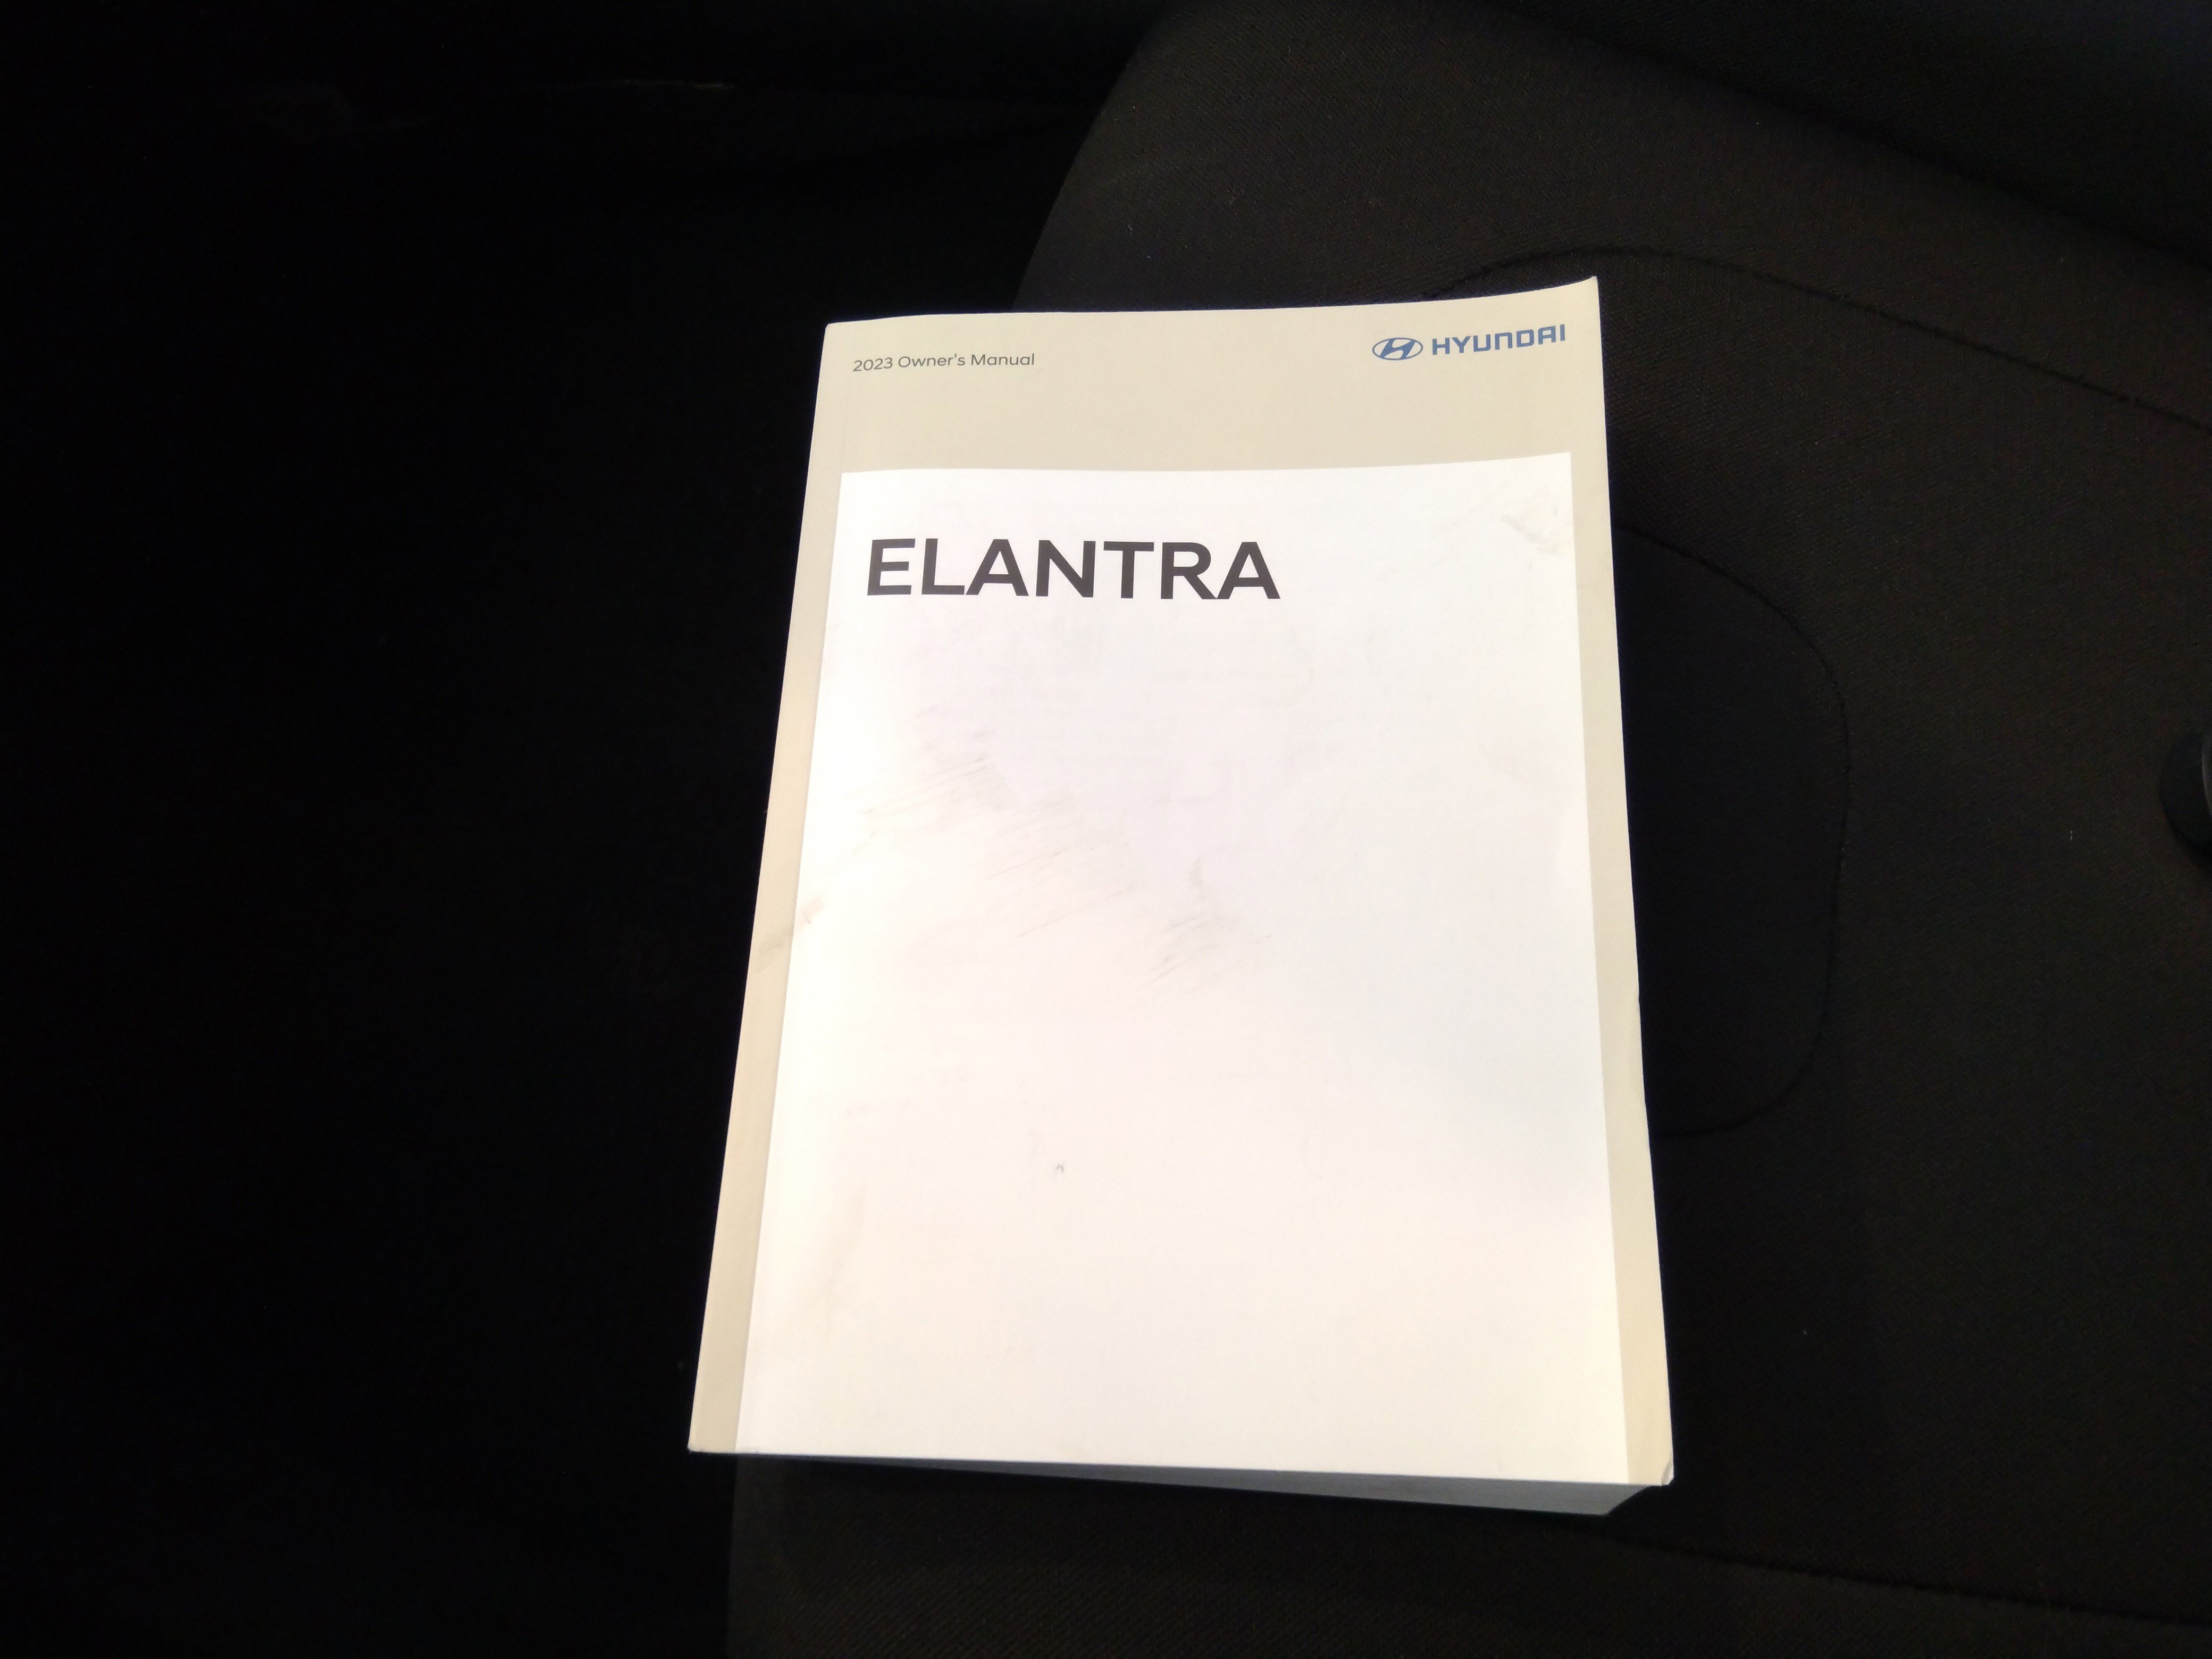 2023 Owner's Manual
HYUNDAI
ELANTRA